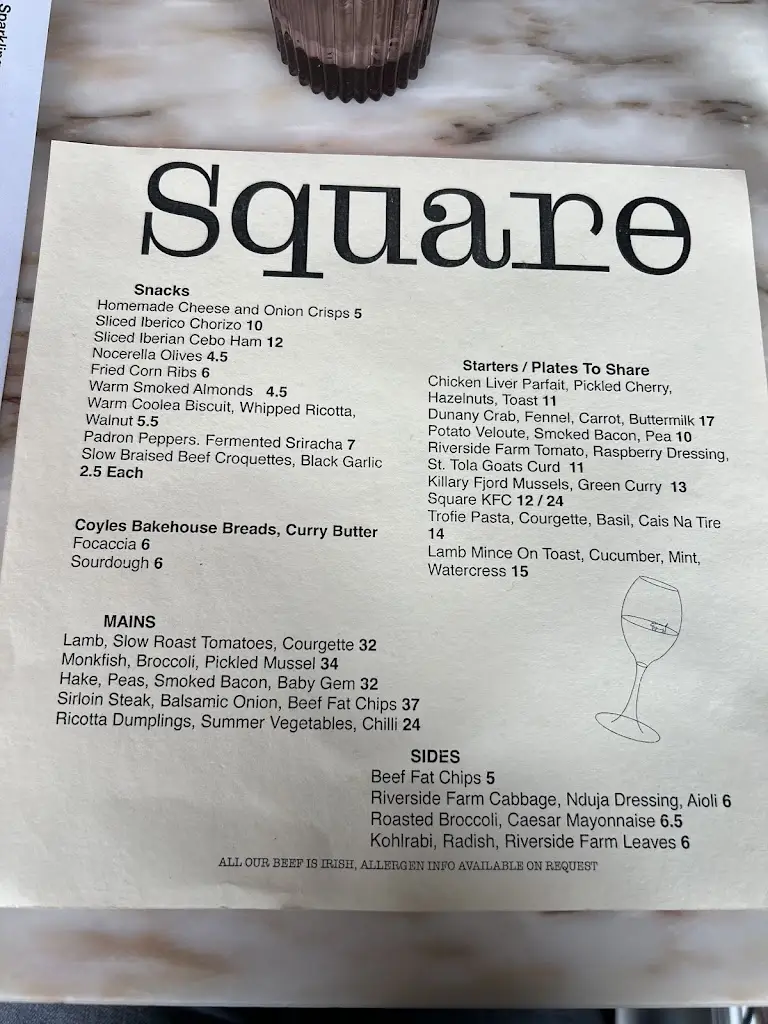 Square
Snacks
Homemade Cheese and Onion Crisps 5
Sliced Iberico Chorizo 10
Sliced Iberian Cebo Ham 12
Nocerella Olives 4.5
Fried Corn Ribs 6
Warm Smoked Almonds 4.5
Warm Coolea Biscuit, Whipped Ricotta,
Walnut 5.5
Padron Peppers. Fermented Sriracha 7
Slow Braised Beef Croquettes, Black Garlic
2.5 Each
Coyles Bakehouse Breads, Curry Butter
Focaccia 6
Sourdough 6
Starters / Plates To Share
Chicken Liver Parfait, Pickled Cherry,
Hazelnuts, Toast 11
Dunany Crab, Fennel, Carrot, Buttermilk 17
Potato Veloute, Smoked Bacon, Pea 10
Riverside Farm Tomato, Raspberry Dressing,
St. Tola Goats Curd 11
Killary Fjord Mussels, Green Curry 13
Square KFC 12 / 24
Trofie Pasta, Courgette, Basil, Cais Na Tire
14
Lamb Mince On Toast, Cucumber, Mint,
Watercress 15
MAINS
Lamb, Slow Roast Tomatoes, Courgette 32
Monkfish, Broccoli, Pickled Mussel 34
Hake, Peas, Smoked Bacon, Baby Gem 32
Sirloin Steak, Balsamic Onion, Beef Fat Chips 37
Ricotta Dumplings, Summer Vegetables, Chilli 24
SIDES
Beef Fat Chips 5
Riverside Farm Cabbage, Nduja Dressing, Aioli 6
Roasted Broccoli, Caesar Mayonnaise 6.5
Kohlrabi, Radish, Riverside Farm Leaves 6
ALL OUR BEEF IS IRISH, ALLERGEN INFO AVAILABLE ON REQUEST